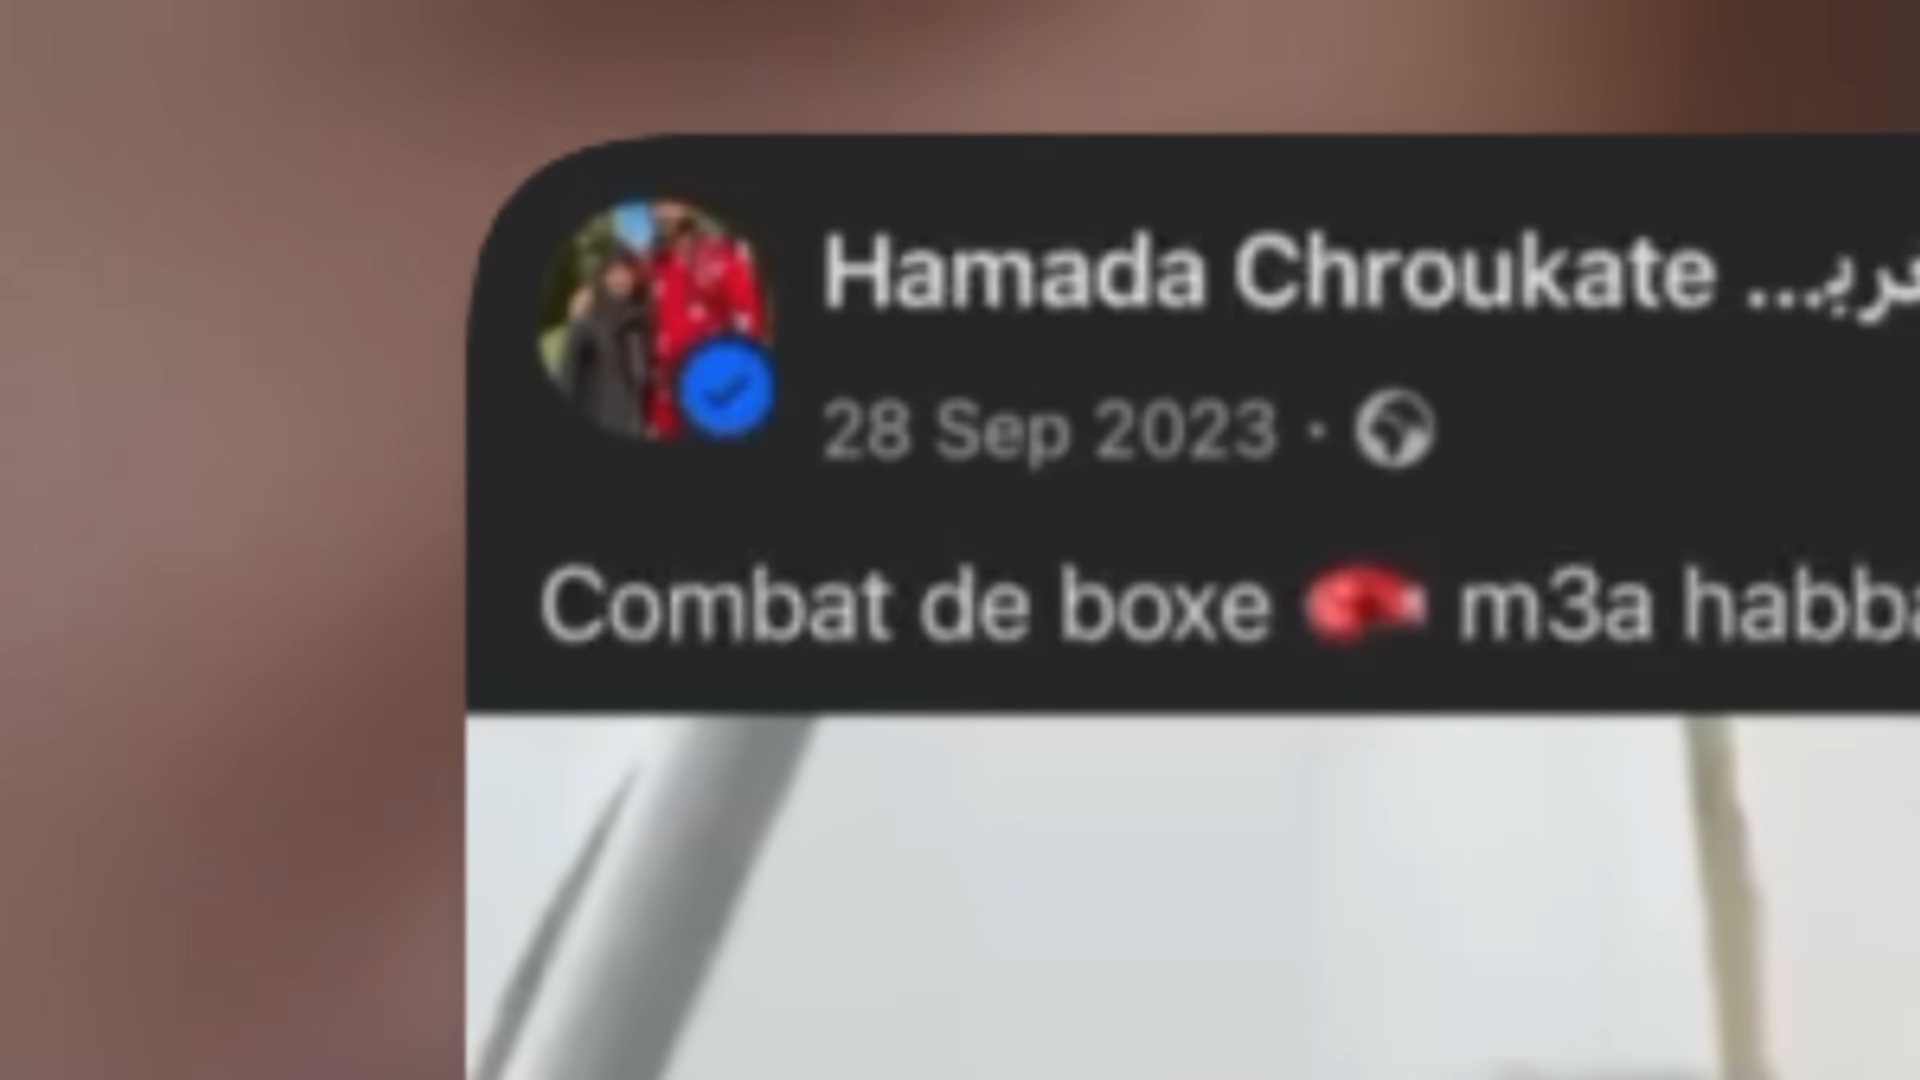 Hamada Chroukate ...
28 Sep 2023 ·
Combat de boxe 🥊 m3a